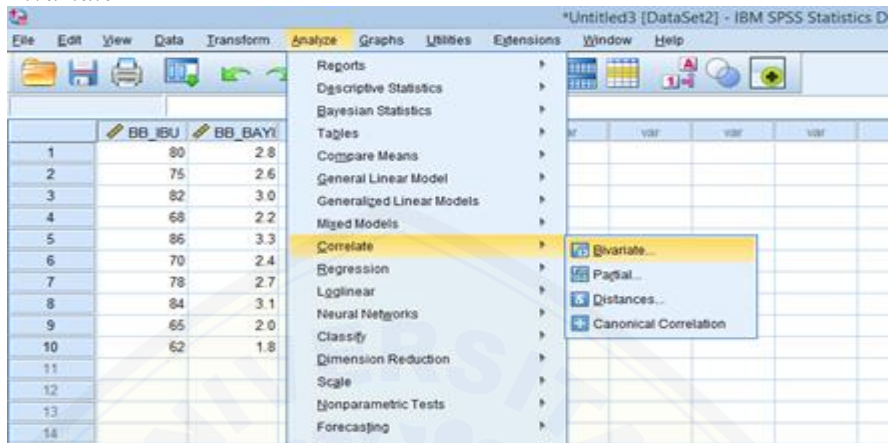 *Untitled3 [DataSet2] - IBM SPSS Statistics D
File Edit View Data Transform Analyze Graphs Utilities Extensions Window Help
Reports
Descriptive Statistics
Bayesian Statistics
Tables
Compare Means
General Linear Model
Generalized Linear Models
Mixed Models
Correlate
Regression
Loglinear
Neural Networks
Classify
Dimension Reduction
Scale
Nonparametric Tests
Forecasting
Bivariate...
Partial...
Distances...
Canonical Correlation
BB_IBU BB_BAYI var var var
1 80 2.8
2 75 2.6
3 82 3.0
4 68 2.2
5 86 3.3
6 70 2.4
7 78 2.7
8 84 3.1
9 65 2.0
10 62 1.8
11
12
13
14